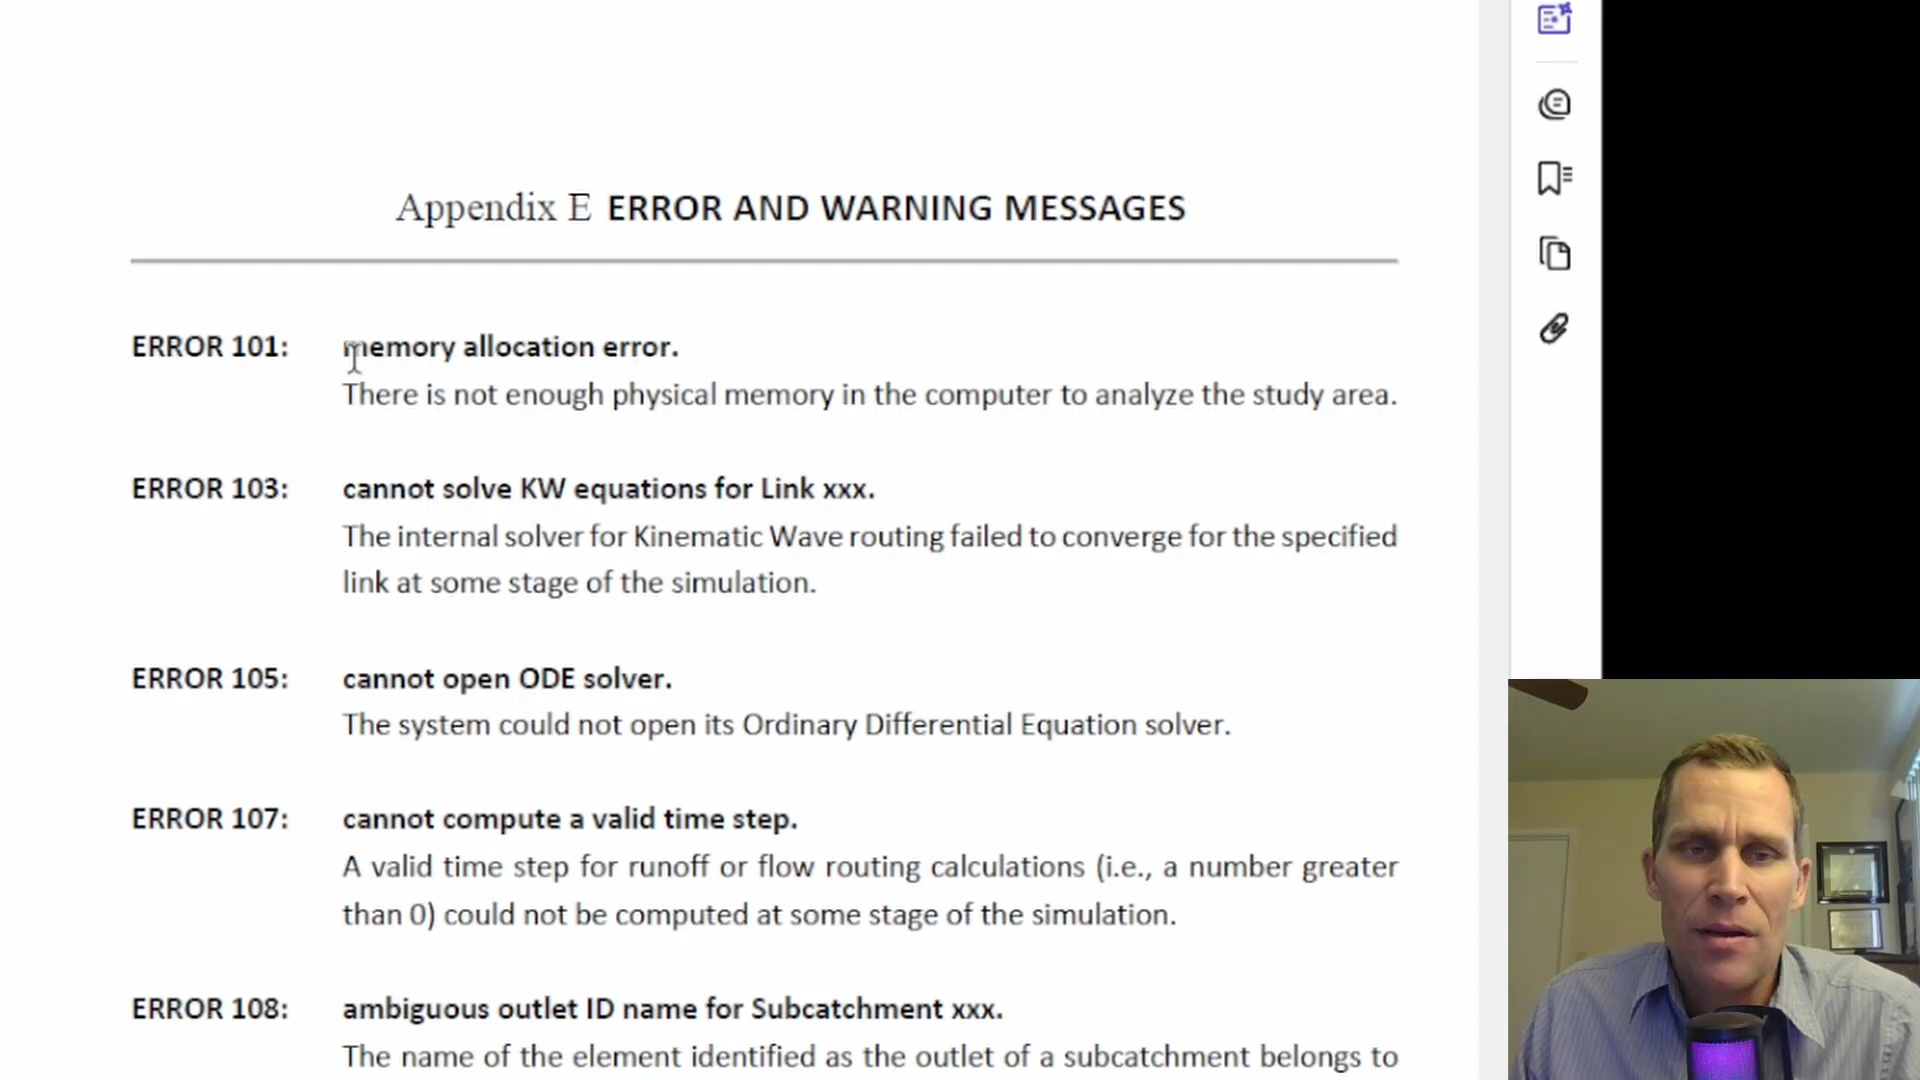 Appendix E ERROR AND WARNING MESSAGES
ERROR 101: memory allocation error.
There is not enough physical memory in the computer to analyze the study area.
ERROR 103: cannot solve KW equations for Link xxx.
The internal solver for Kinematic Wave routing failed to converge for the specified
link at some stage of the simulation.
ERROR 105: cannot open ODE solver.
The system could not open its Ordinary Differential Equation solver.
ERROR 107: cannot compute a valid time step.
A valid time step for runoff or flow routing calculations (i.e., a number greater
than 0) could not be computed at some stage of the simulation.
ERROR 108: ambiguous outlet ID name for Subcatchment xxx.
The name of the element identified as the outlet of a subcatchment belongs to